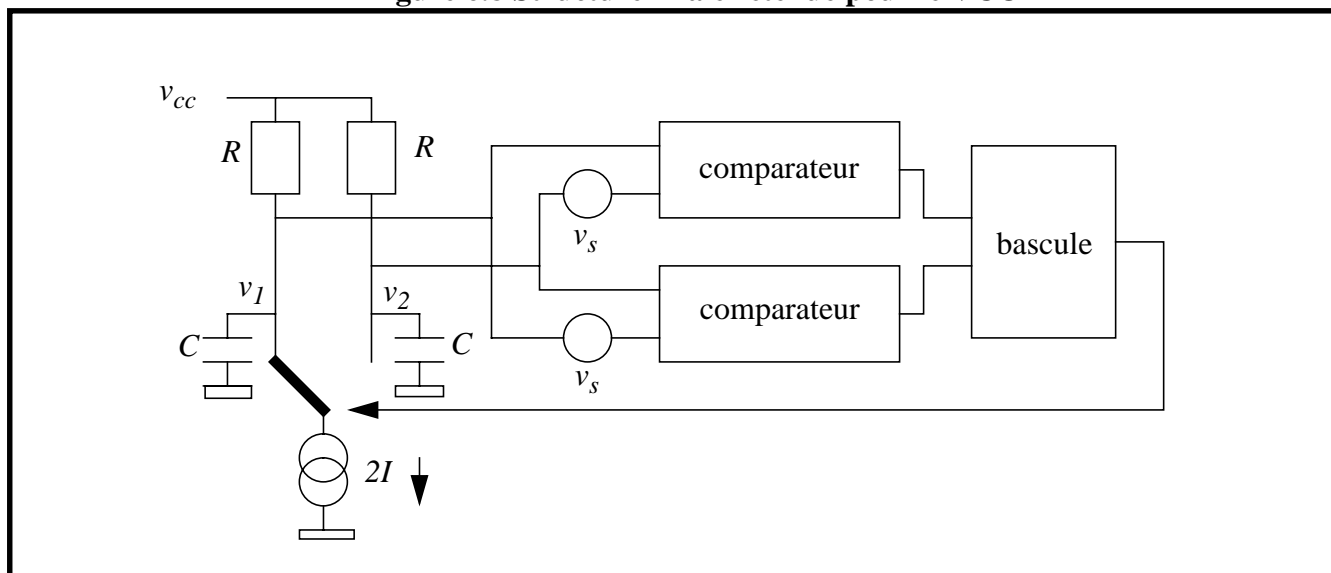 v_cc
R
R
comparateur
v_s
bascule
v_1
v_2
comparateur
C
C
v_s
2I